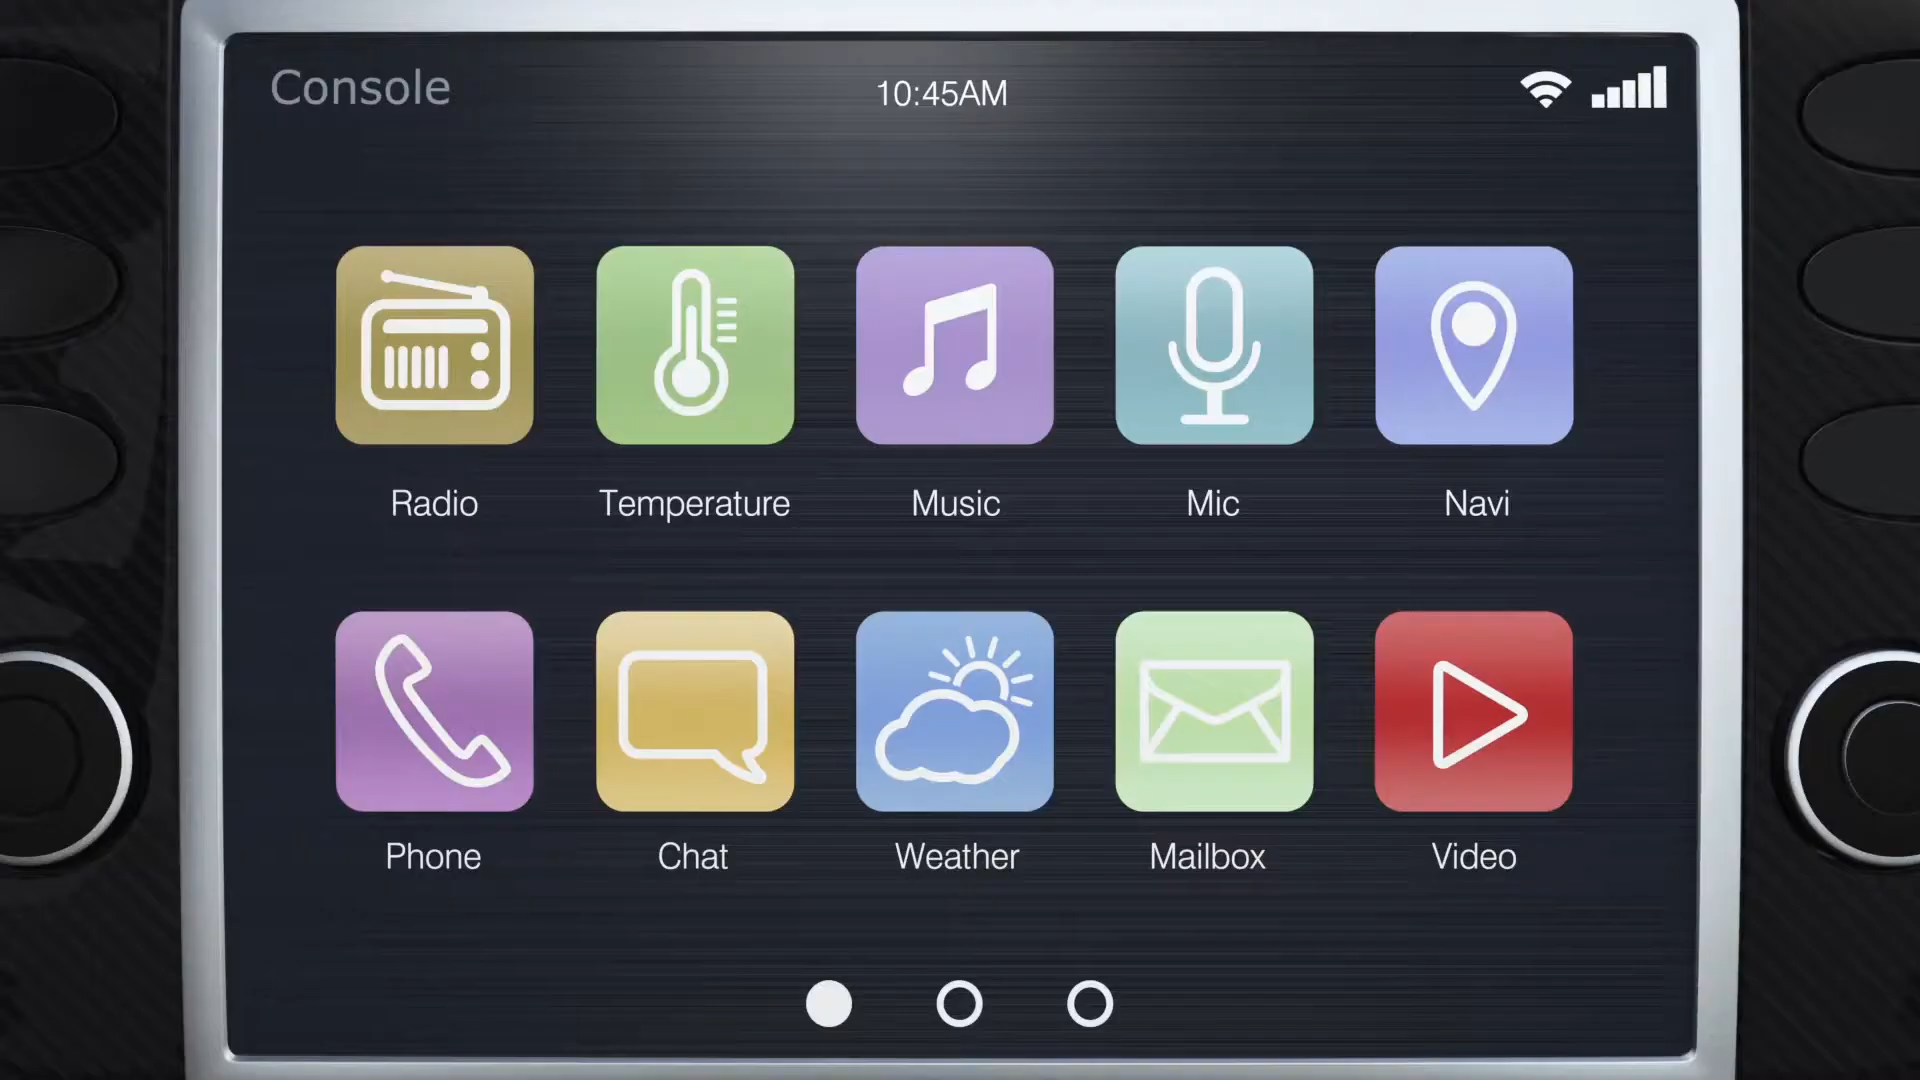 Console
10:45AM
Radio
Temperature
Music
Mic
Navi
Phone
Chat
Weather
Mailbox
Video